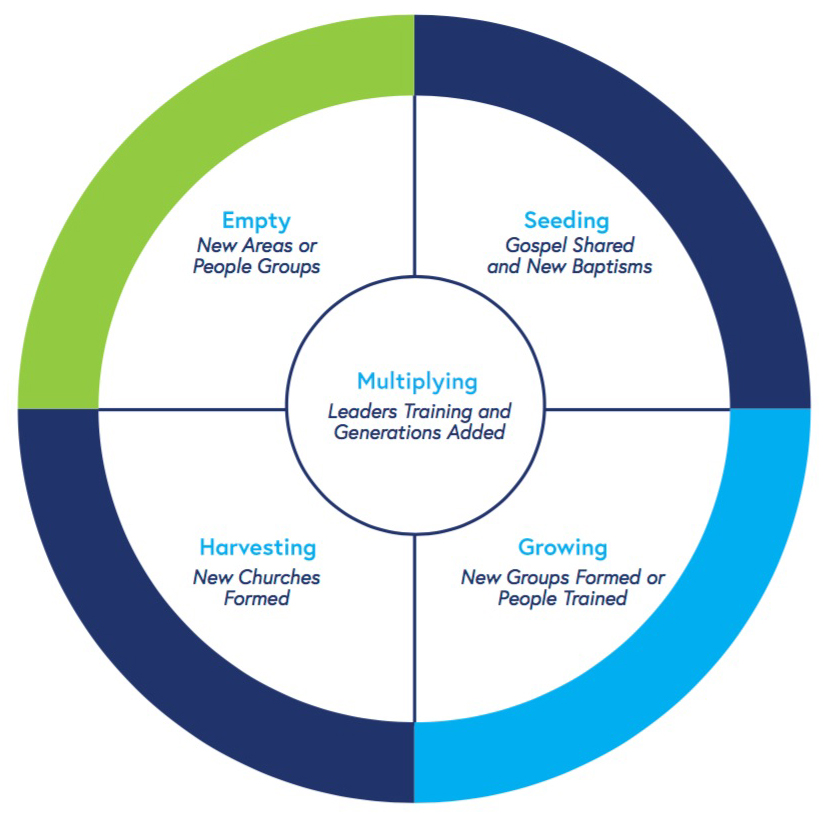 Empty
New Areas or
People Groups
Seeding
Gospel Shared
and New Baptisms
Multiplying
Leaders Training and
Generations Added
Harvesting
New Churches
Formed
Growing
New Groups Formed or
People Trained